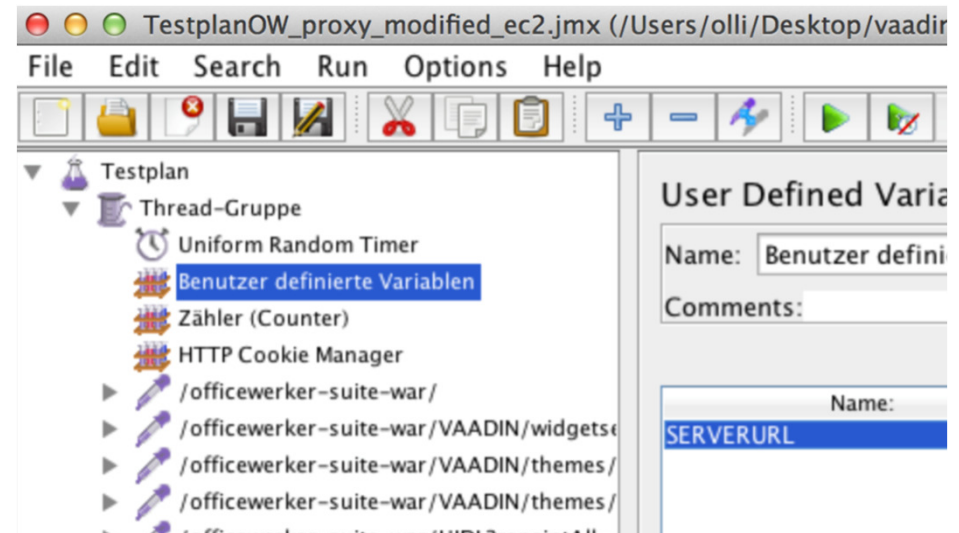 TestplanOW_proxy_modified_ec2.jmx (/Users/olli/Desktop/vaadin
File Edit Search Run Options Help
Testplan
Thread-Gruppe
Uniform Random Timer
Benutzer definierte Variablen
Zähler (Counter)
HTTP Cookie Manager
/officewerker-suite-war/
/officewerker-suite-war/VAADIN/widgetse
/officewerker-suite-war/VAADIN/themes/
/officewerker-suite-war/VAADIN/themes/
User Defined Varia
Name: Benutzer defini
Comments:
Name:
SERVERURL